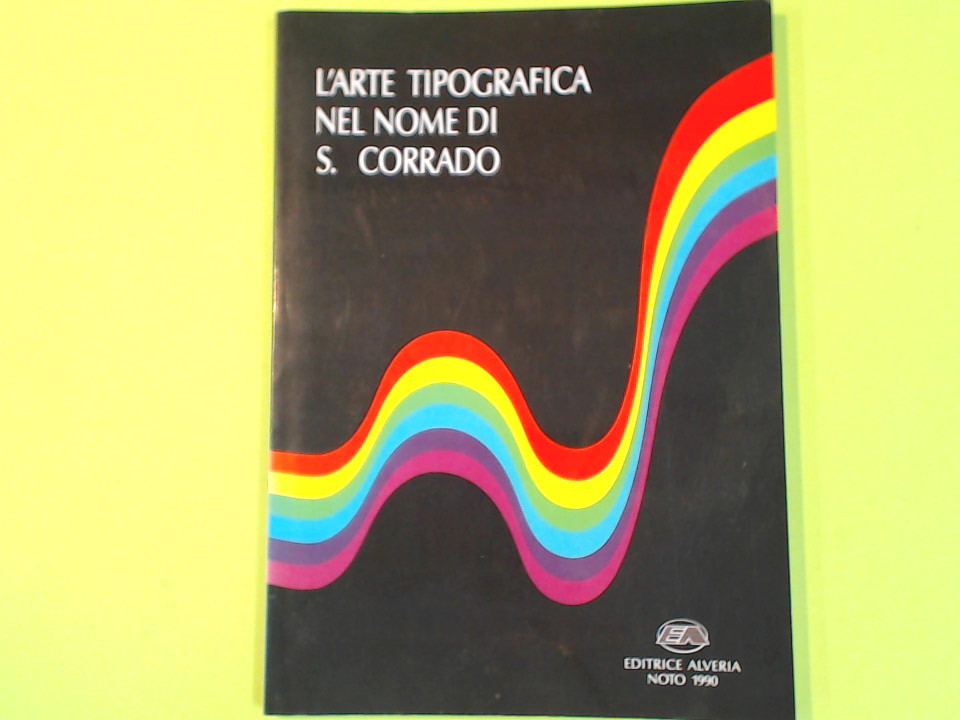 L'ARTE TIPOGRAFICA
NEL NOME DI
S. CORRADO
EA
EDITRICE ALVERIA
NOTO 1990